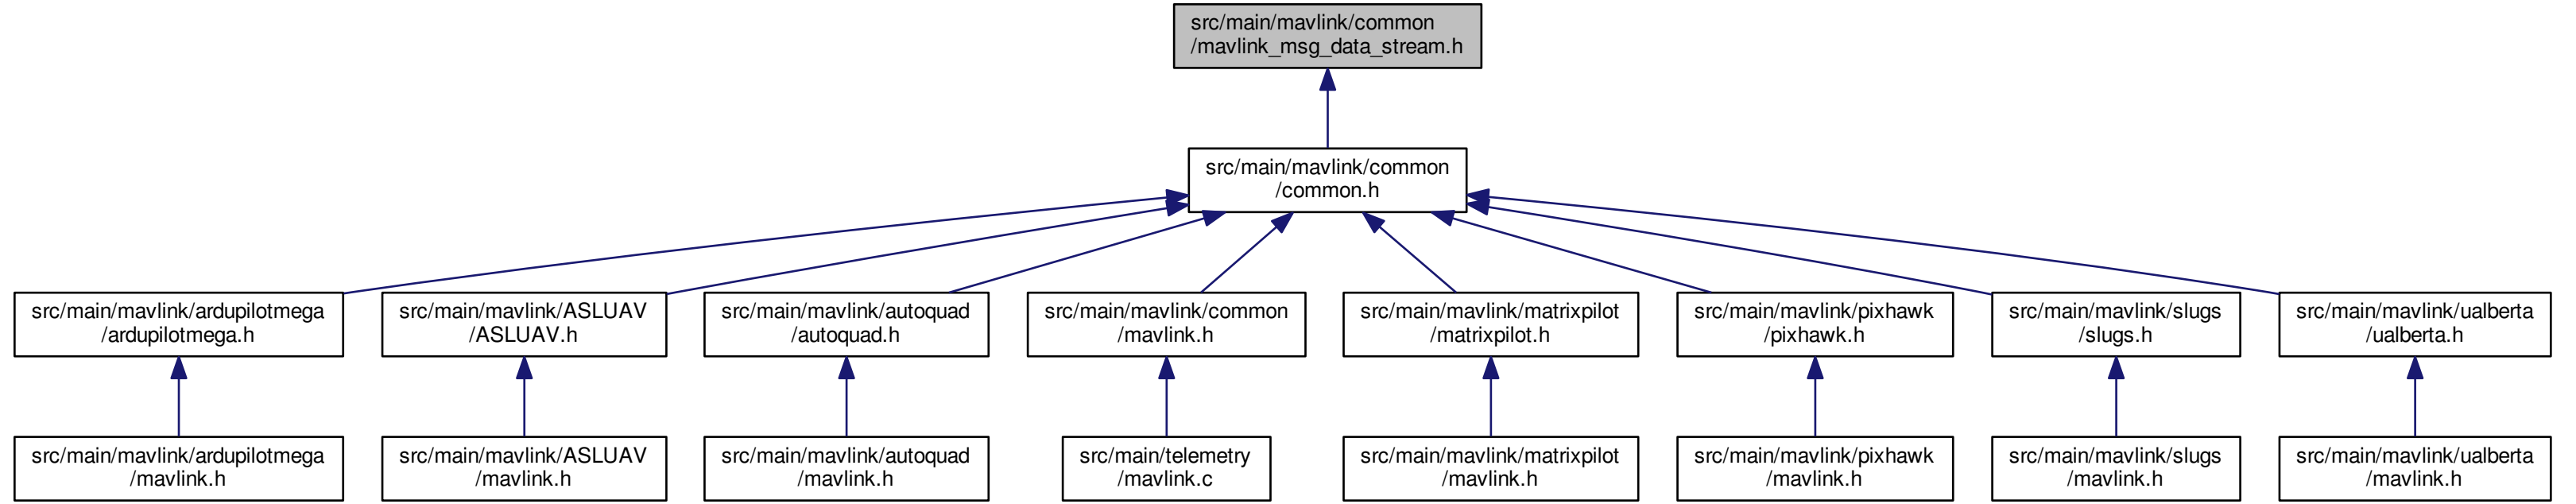 src/main/mavlink/common
/mavlink_msg_data_stream.h
src/main/mavlink/common
/common.h
src/main/mavlink/ardupilotmega
/ardupilotmega.h
src/main/mavlink/ASLUAV
/ASLUAV.h
src/main/mavlink/autoquad
/autoquad.h
src/main/mavlink/common
/mavlink.h
src/main/mavlink/matrixpilot
/matrixpilot.h
src/main/mavlink/pixhawk
/pixhawk.h
src/main/mavlink/slugs
/slugs.h
src/main/mavlink/ualberta
/ualberta.h
src/main/mavlink/ardupilotmega
/mavlink.h
src/main/mavlink/ASLUAV
/mavlink.h
src/main/mavlink/autoquad
/mavlink.h
src/main/telemetry
/mavlink.c
src/main/mavlink/matrixpilot
/mavlink.h
src/main/mavlink/pixhawk
/mavlink.h
src/main/mavlink/slugs
/mavlink.h
src/main/mavlink/ualberta
/mavlink.h